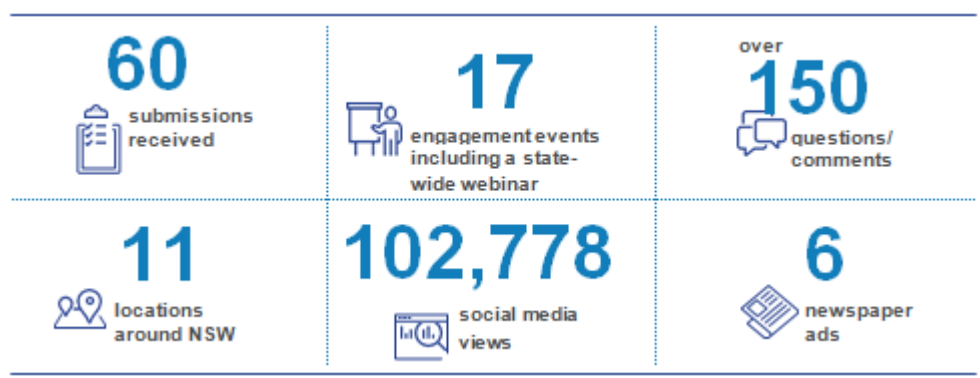 60
submissions
received
17
engagement events
including a state-
wide webinar
over
150
questions/
comments
11
locations
around NSW
102,778
social media
views
6
newspaper
ads